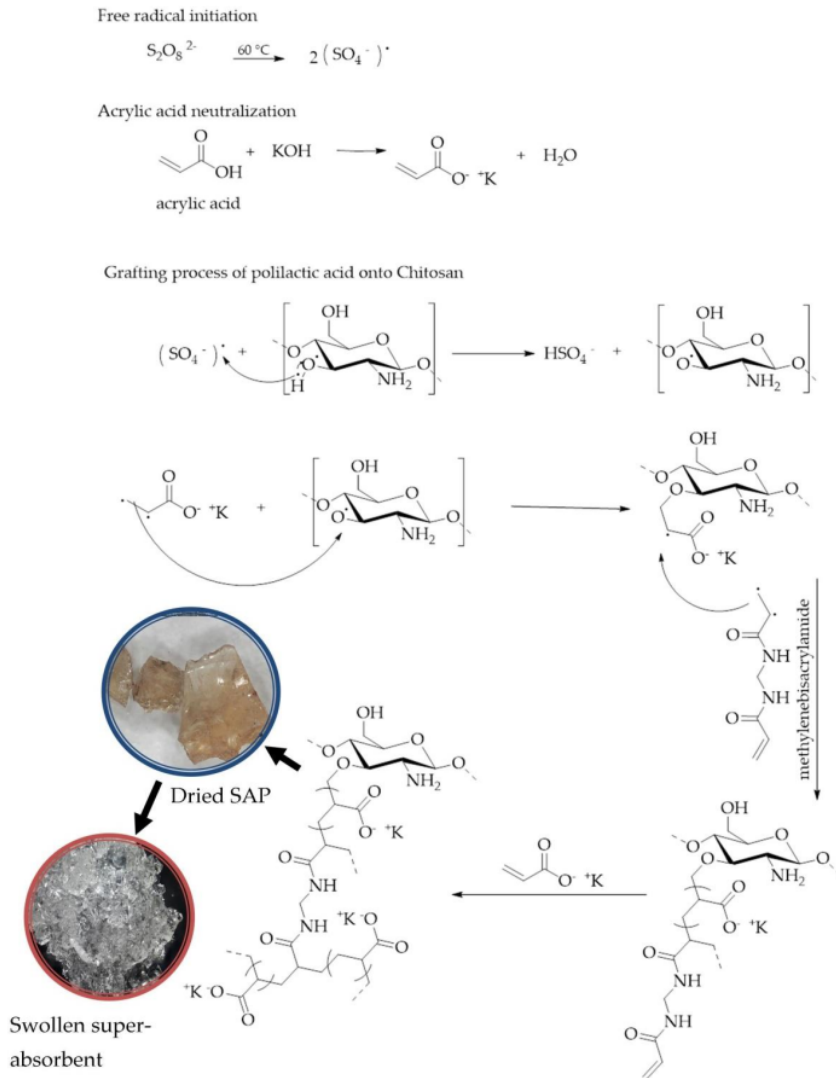 Free radical initiation
S₂O₈ ²⁻ 60 °C 2 (SO₄⁻)•
Acrylic acid neutralization
O
OH + KOH O O⁻ ⁺K + H₂O
acrylic acid
Grafting process of polilactic acid onto Chitosan
OH OH
(SO₄⁻)• + O O O H NH₂ O HSO₄⁻ + O O O NH₂ O
OH
O OH O
O⁻ ⁺K + O O O NH₂ O O O NH₂ O
O
O⁻ ⁺K
O
NH
NH
O
methylenebisacrylamide
OH
O O O NH₂ O
Dried SAP
O
O⁻ ⁺K
O
NH
NH ⁺K⁻O
O O
⁺K⁻O
O
O
O⁻ ⁺K
OH
O O O NH₂ O
O
O⁻ ⁺K
O
NH
NH
O
Swollen super-
absorbent